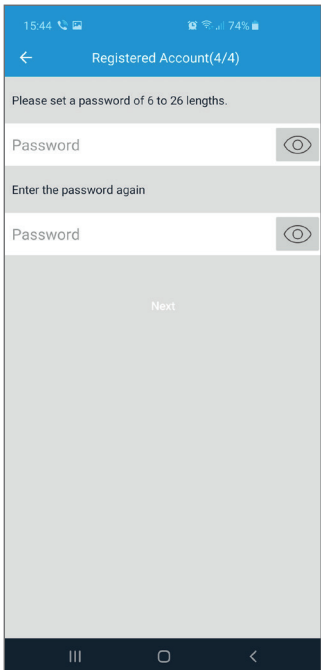 15:44 74%
Registered Account(4/4)
Please set a password of 6 to 26 lengths.
Password
Enter the password again
Password
Next